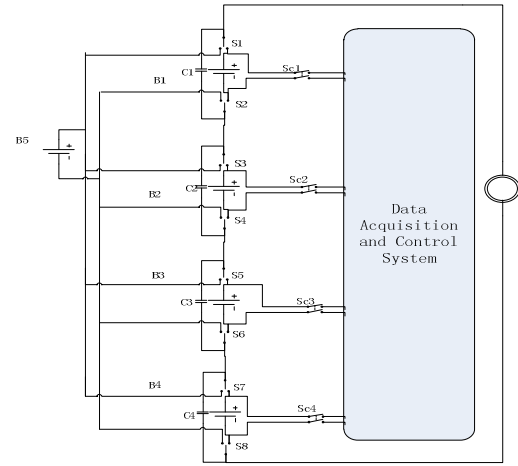 S1
C1
Sc1
B1
S2
B5
S3
C2
Sc2
B2
S4
Data
Acquisition
and Control
System
B3
S5
C3
Sc3
S6
B4
S7
C4
Sc4
S8